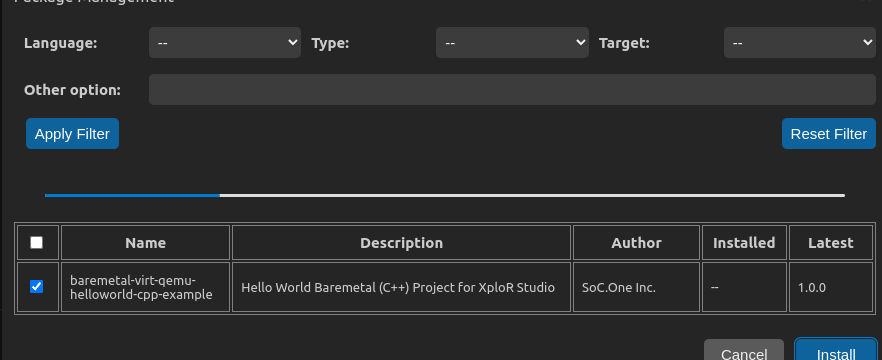 Package Management
Language: -- Type: -- Target: --
Other option:
Apply Filter Reset Filter
Name Description Author Installed Latest
baremetal-virt-qemu-
helloworld-cpp-example Hello World Baremetal (C++) Project for XploR Studio SoC.One Inc. -- 1.0.0
Cancel Install